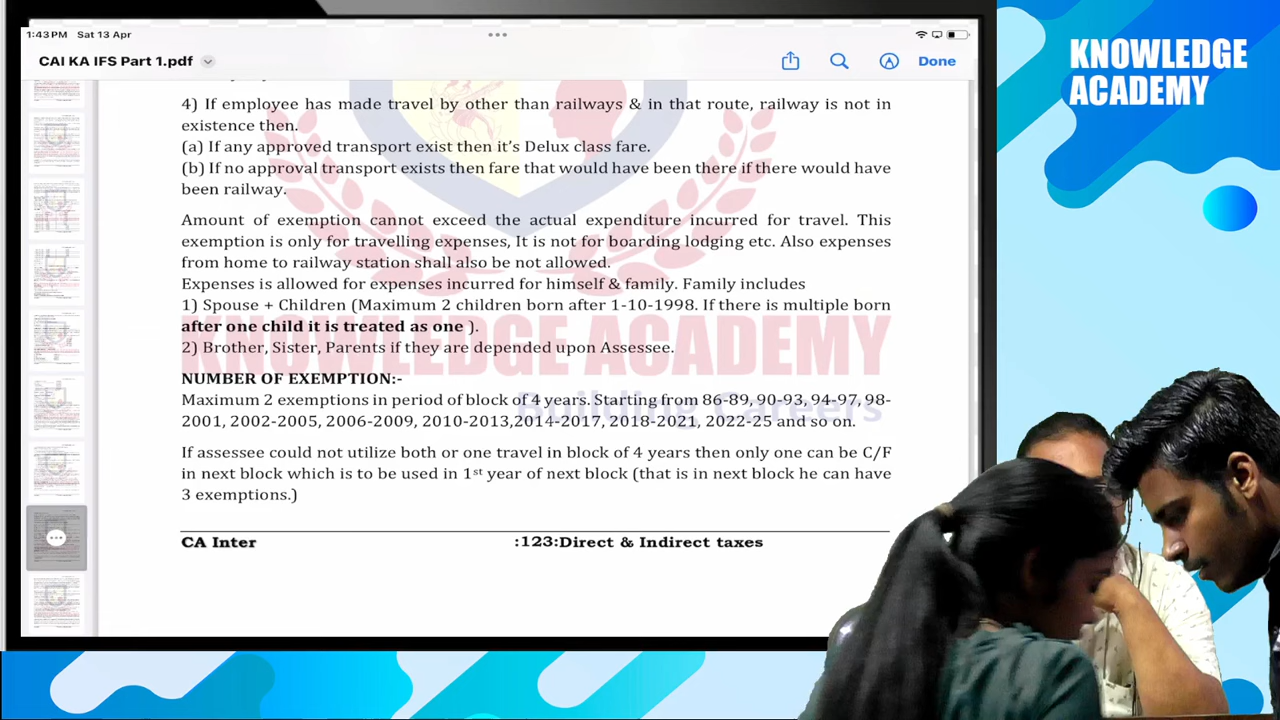 1:43 PM Sat 13 Apr
CAI KA IFS Part 1.pdf
Done
KNOWLEDGE
ACADEMY
4) If employee has made travel by other than railways & in that route, railway is not in
existence then.
(a) If any approval transport exist then it's Delux class fare.
(b) If no approval transport exists then fare that would have been there if there would have
been railway.
Amount of exemption cannot exceed the actual expenditure incurred for travel. This
exemption is only for travelling expenses. It is not for boarding lodging etc. Also expenses
from home to railway station shall also be not allowed
Expenses is allowed for expenses incurred for himself & family. Family includes
1) Spouse + Children (Maximum 2 children born after 1-10-1998. If there is multiple born
after one child then treat as one
2) Brother, Sister, Parents if they are depended upon Assessee.
KNOWLEDGE ACADEMY
NUMBER OF EXEMPTION:-
Maximum 2 exemptions in period of block of 4 years. Starting from 86-89, 90-93, 94-97, 98-
2001, 2002-2005, 2006-2009, 2010-2013, 2014-2017, 2018-2021, 2022-2025 and so on.
If assessee could not utilize both or one travel in block of 4 years then only one can be C/F
in next block which is to be used in 1st year of next block (thus in next block he can have
3 exemptions.)
CA Inter
:123:Direct & Indirect taxes